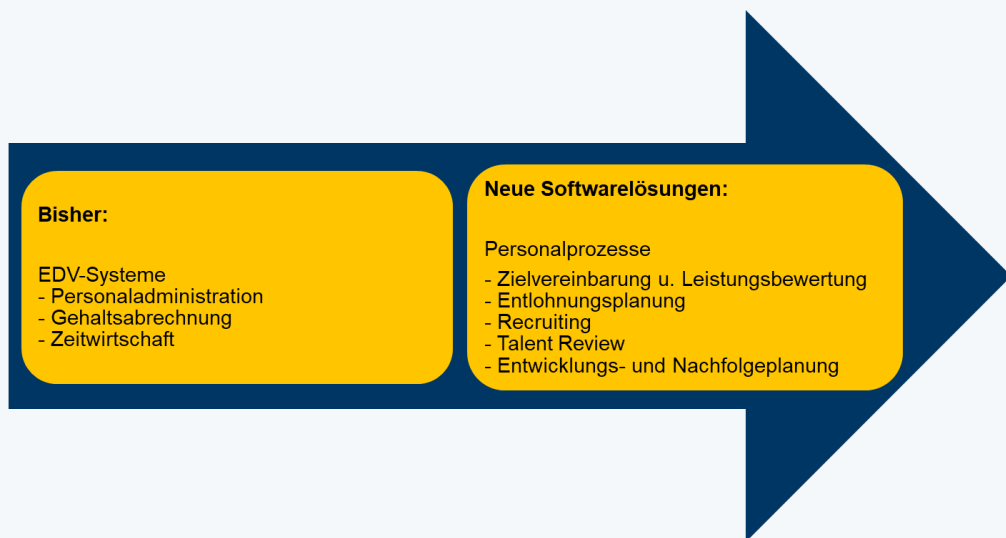 Bisher:
EDV-Systeme
- Personaladministration
- Gehaltsabrechnung
- Zeitwirtschaft
Neue Softwarelösungen:
Personalprozesse
- Zielvereinbarung u. Leistungsbewertung
- Entlohnungsplanung
- Recruiting
- Talent Review
- Entwicklungs- und Nachfolgeplanung